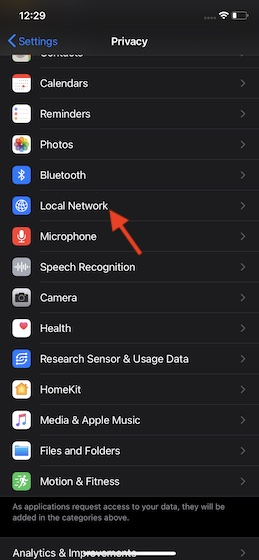 12:29
Settings Privacy
Contacts
Calendars
Reminders
Photos
Bluetooth
Local Network
Microphone
Speech Recognition
Camera
Health
Research Sensor & Usage Data
HomeKit
Media & Apple Music
Files and Folders
Motion & Fitness
As applications request access to your data, they will be
added in the categories above.
Analytics & Improvements